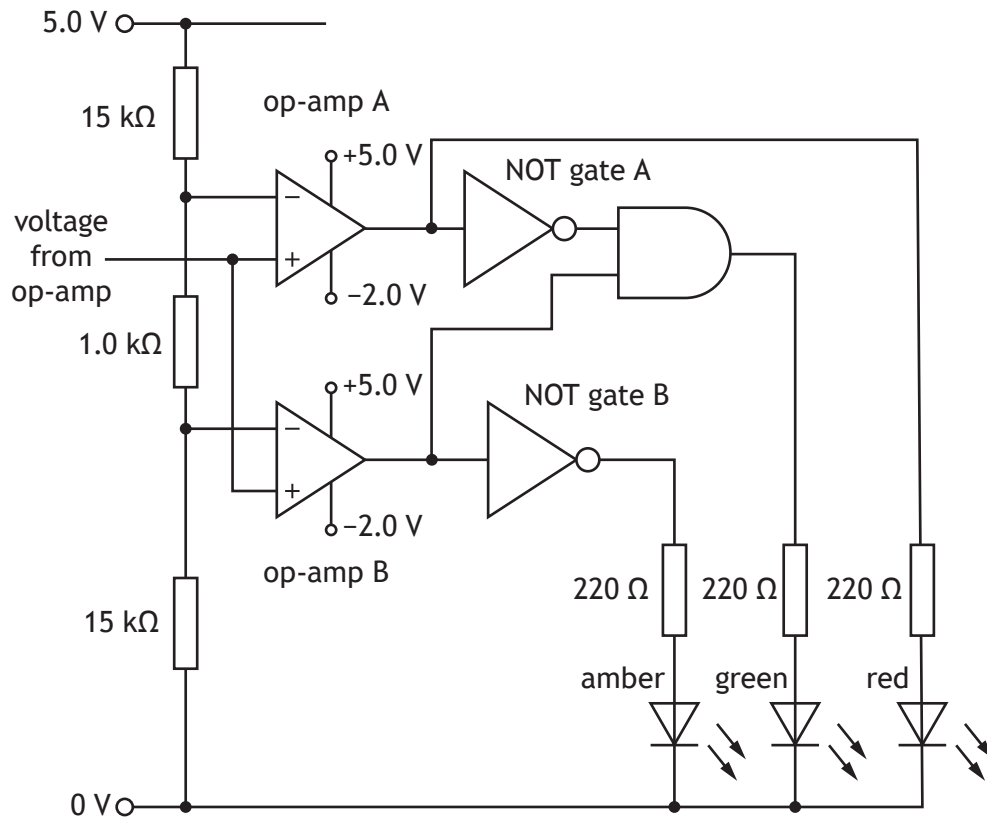 5.0 V
15 kΩ
op-amp A
+5.0 V
NOT gate A
−
voltage
from
op-amp
+
−2.0 V
1.0 kΩ
+5.0 V
NOT gate B
−
+
−2.0 V
op-amp B
15 kΩ
220 Ω 220 Ω 220 Ω
amber green red
0 V